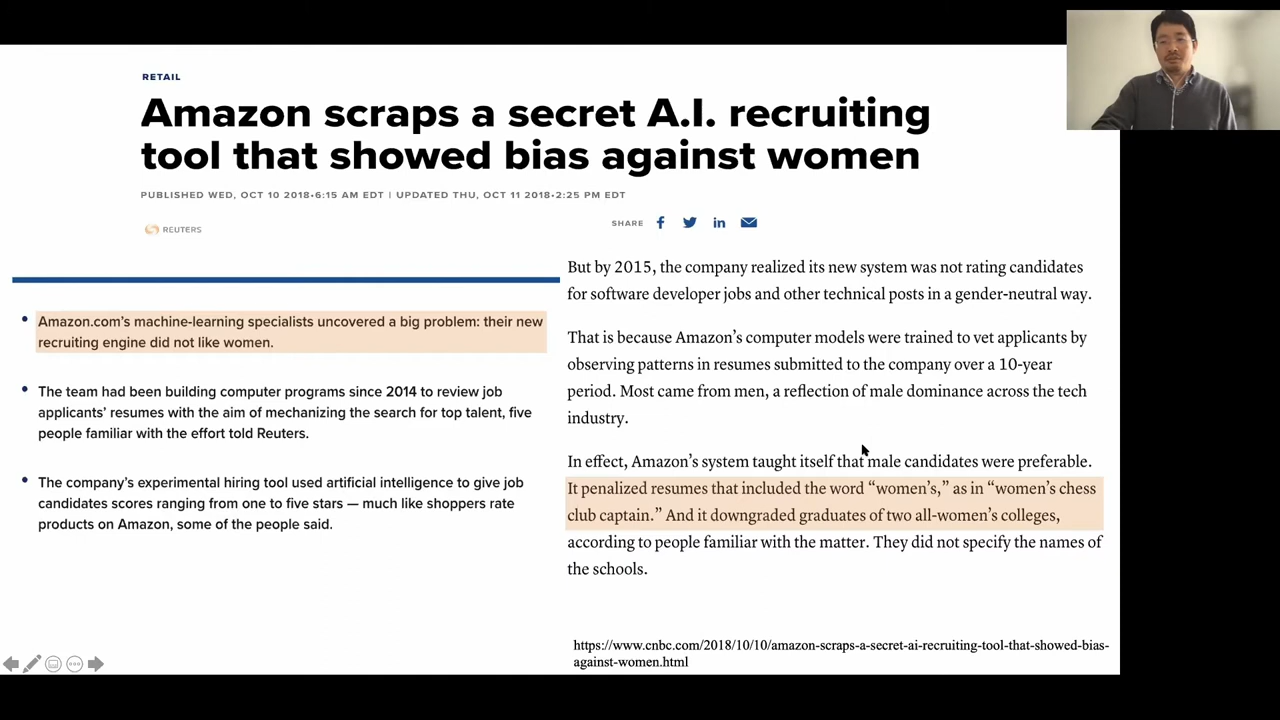 RETAIL
Amazon scraps a secret A.I. recruiting
tool that showed bias against women
PUBLISHED WED, OCT 10 2018•6:15 AM EDT | UPDATED THU, OCT 11 2018•2:25 PM EDT
REUTERS
SHARE
Amazon.com’s machine-learning specialists uncovered a big problem: their new
recruiting engine did not like women.
The team had been building computer programs since 2014 to review job
applicants’ resumes with the aim of mechanizing the search for top talent, five
people familiar with the effort told Reuters.
The company’s experimental hiring tool used artificial intelligence to give job
candidates scores ranging from one to five stars — much like shoppers rate
products on Amazon, some of the people said.
But by 2015, the company realized its new system was not rating candidates
for software developer jobs and other technical posts in a gender-neutral way.
That is because Amazon’s computer models were trained to vet applicants by
observing patterns in resumes submitted to the company over a 10-year
period. Most came from men, a reflection of male dominance across the tech
industry.
In effect, Amazon’s system taught itself that male candidates were preferable.
It penalized resumes that included the word “women’s,” as in “women’s chess
club captain.” And it downgraded graduates of two all-women’s colleges,
according to people familiar with the matter. They did not specify the names of
the schools.
https://www.cnbc.com/2018/10/10/amazon-scraps-a-secret-ai-recruiting-tool-that-showed-bias-
against-women.html